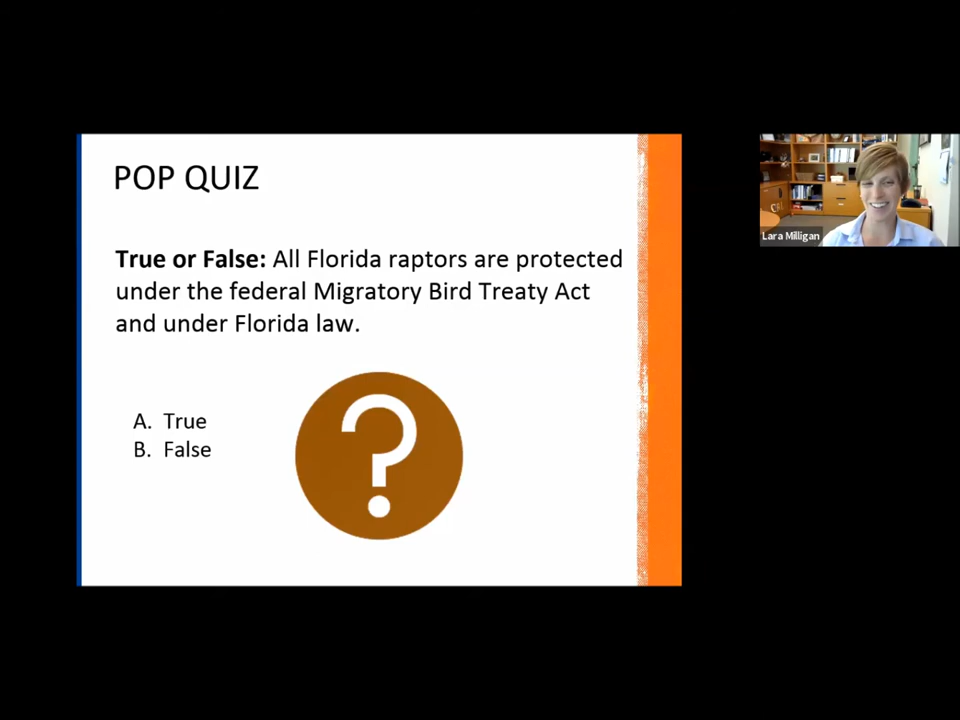 POP QUIZ
True or False: All Florida raptors are protected
under the federal Migratory Bird Treaty Act
and under Florida law.
A. True
B. False
?
Lara Milligan